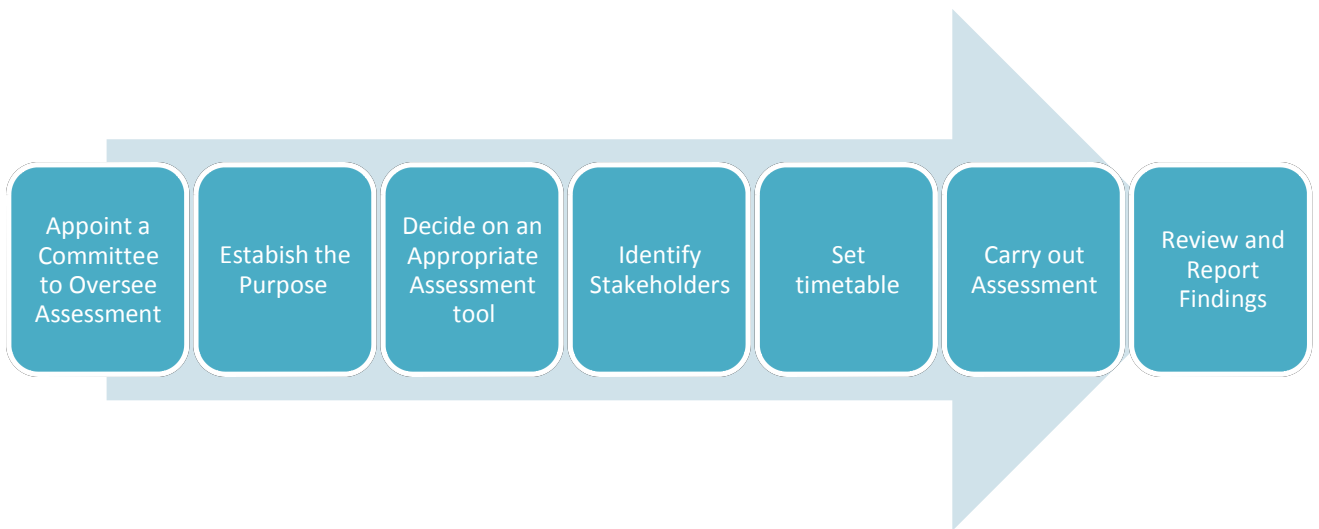 Appoint a
Committee
to Oversee
Assessment
Estabish the
Purpose
Decide on an
Appropriate
Assessment
tool
Identify
Stakeholders
Set
timetable
Carry out
Assessment
Review and
Report
Findings